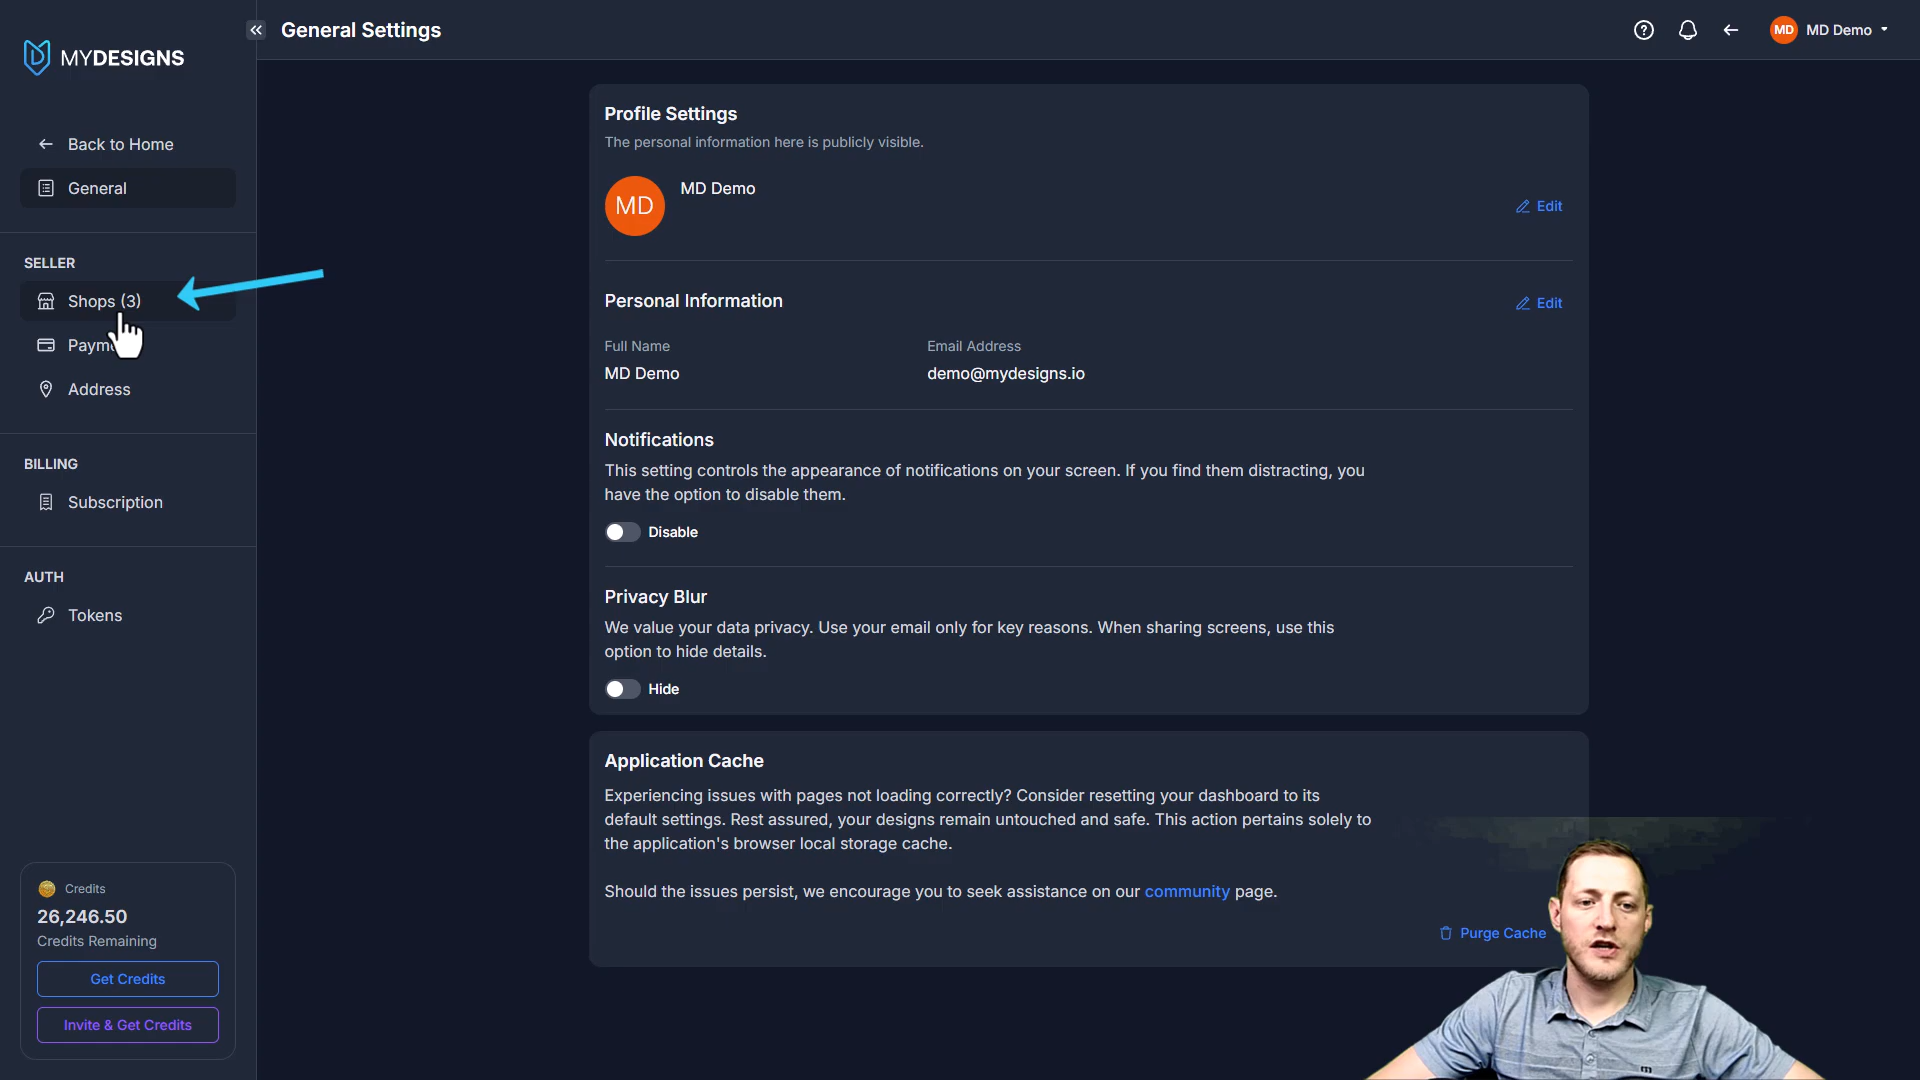 MYDESIGNS
General Settings
MD
MD Demo
Back to Home
General
SELLER
Shops (3)
Address
BILLING
Subscription
AUTH
Tokens
Credits
26,246.50
Credits Remaining
Get Credits
Invite & Get Credits
Profile Settings
The personal information here is publicly visible.
MD
MD Demo
Edit
Personal Information
Edit
Full Name
Email Address
MD Demo
demo@mydesigns.io
Notifications
This setting controls the appearance of notifications on your screen. If you find them distracting, you
have the option to disable them.
Disable
Privacy Blur
We value your data privacy. Use your email only for key reasons. When sharing screens, use this
option to hide details.
Hide
Application Cache
Experiencing issues with pages not loading correctly? Consider resetting your dashboard to its
default settings. Rest assured, your designs remain untouched and safe. This action pertains solely to
the application's browser local storage cache.
Should the issues persist, we encourage you to seek assistance on our community page.
Purge Cache